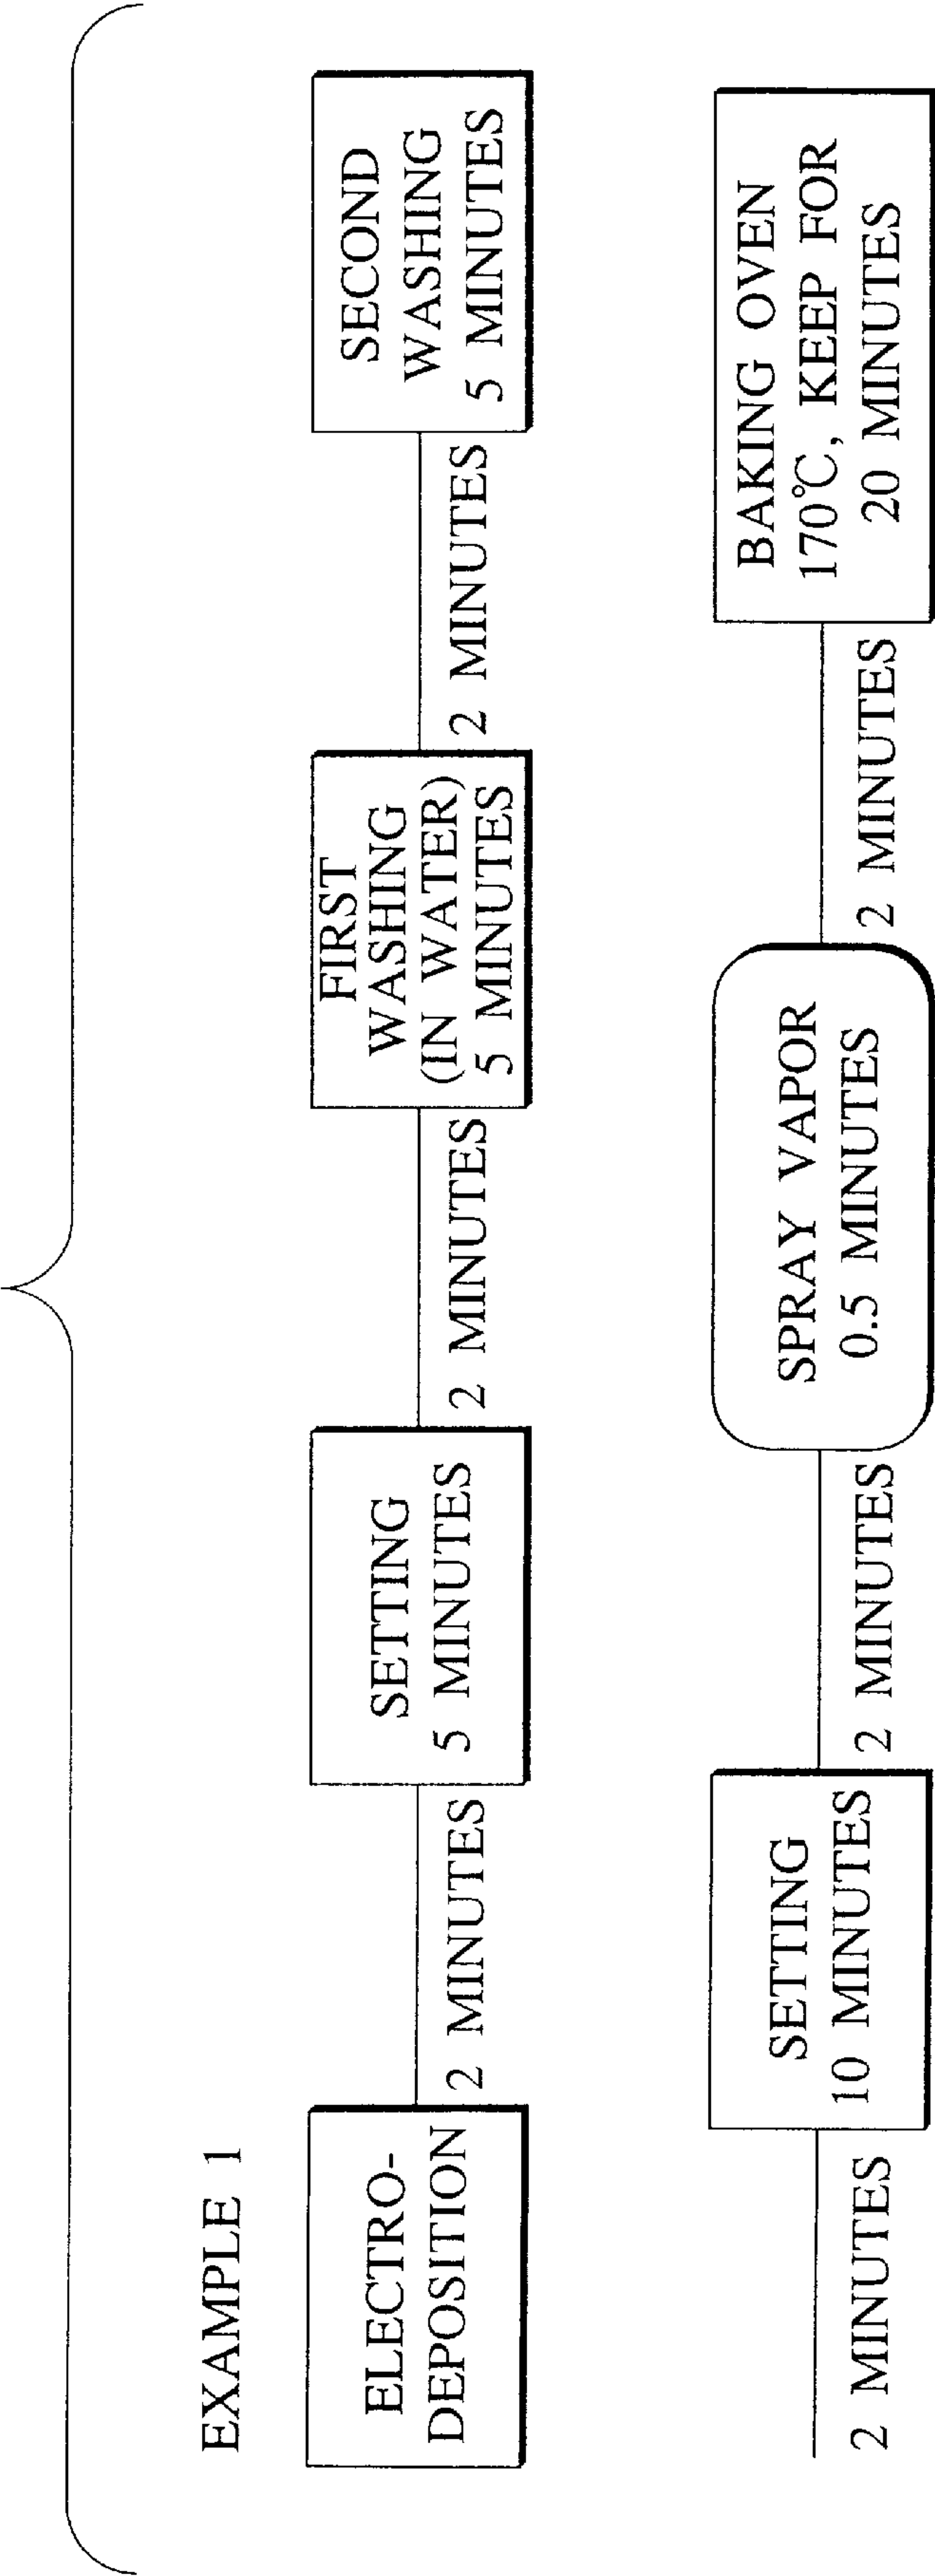 EXAMPLE 1
ELECTRO-
DEPOSITION
2 MINUTES
SETTING
5 MINUTES
2 MINUTES
FIRST
WASHING
(IN WATER)
5 MINUTES
2 MINUTES
SECOND
WASHING
5 MINUTES
2 MINUTES
SETTING
10 MINUTES
2 MINUTES
SPRAY VAPOR
0.5 MINUTES
2 MINUTES
BAKING OVEN
170℃, KEEP FOR
20 MINUTES